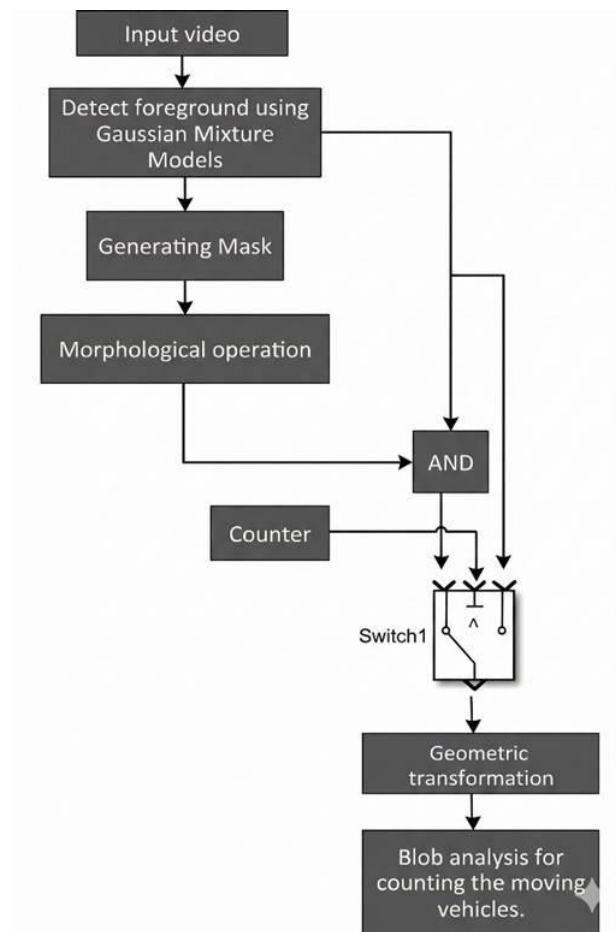 Input video
Detect foreground using
Gaussian Mixture
Models
Generating Mask
Morphological operation
AND
Counter
Switch1
Geometric
transformation
Blob analysis for
counting the moving
vehicles.